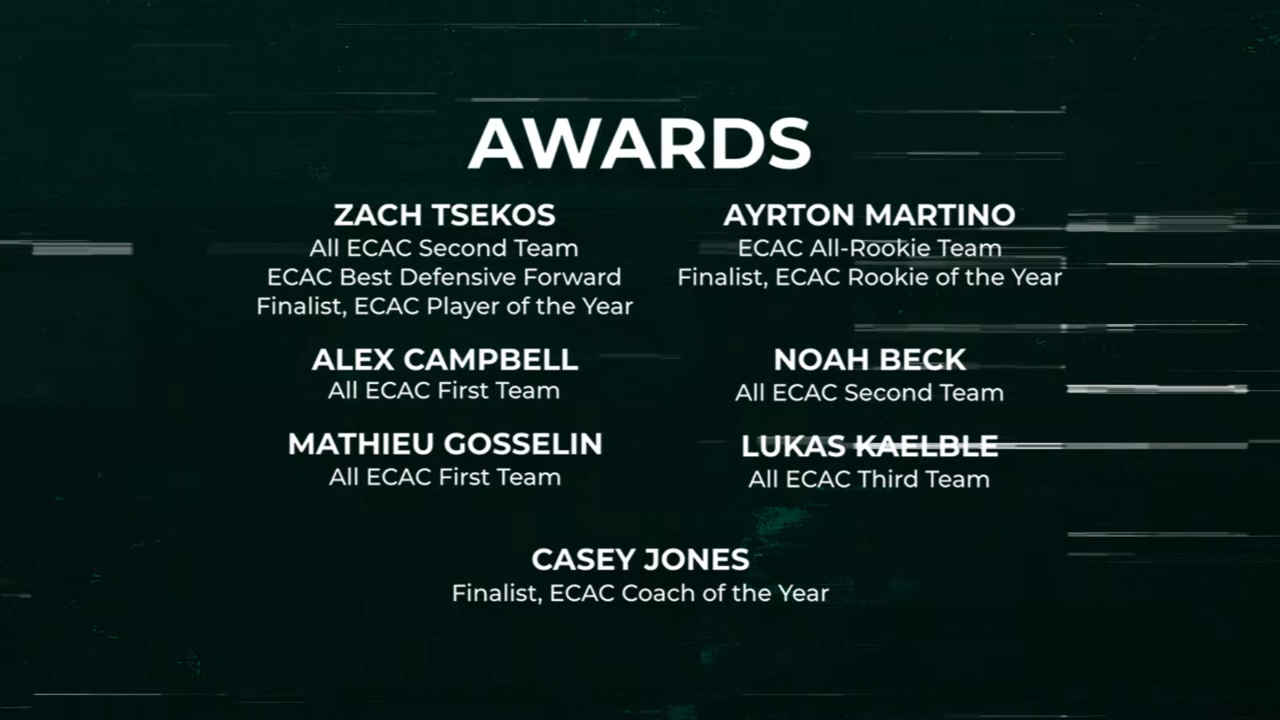 AWARDS
ZACH TSEKOS
All ECAC Second Team
ECAC Best Defensive Forward
Finalist, ECAC Player of the Year
AYRTON MARTINO
ECAC All-Rookie Team
Finalist, ECAC Rookie of the Year
ALEX CAMPBELL
All ECAC First Team
NOAH BECK
All ECAC Second Team
MATHIEU GOSSELIN
All ECAC First Team
LUKAS KAELBLE
All ECAC Third Team
CASEY JONES
Finalist, ECAC Coach of the Year